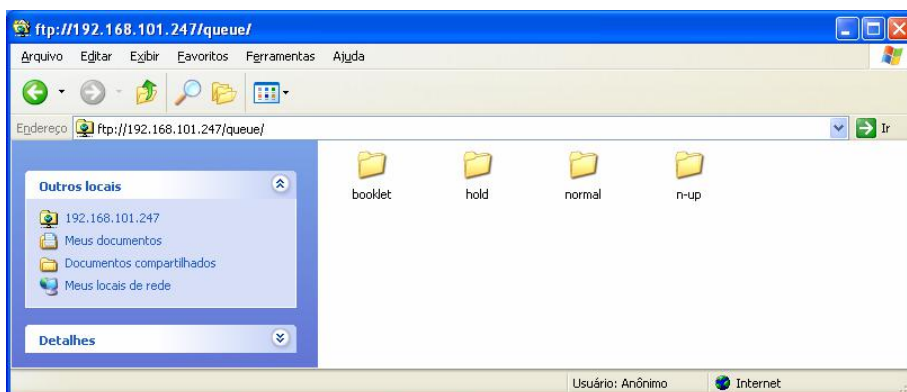 ftp://192.168.101.247/queue/
Arquivo Editar Exibir Favoritos Ferramentas Ajuda
Endereço ftp://192.168.101.247/queue/ Ir
Outros locais
192.168.101.247
Meus documentos
Documentos compartilhados
Meus locais de rede
Detalhes
booklet hold normal n-up
Usuário: Anônimo Internet